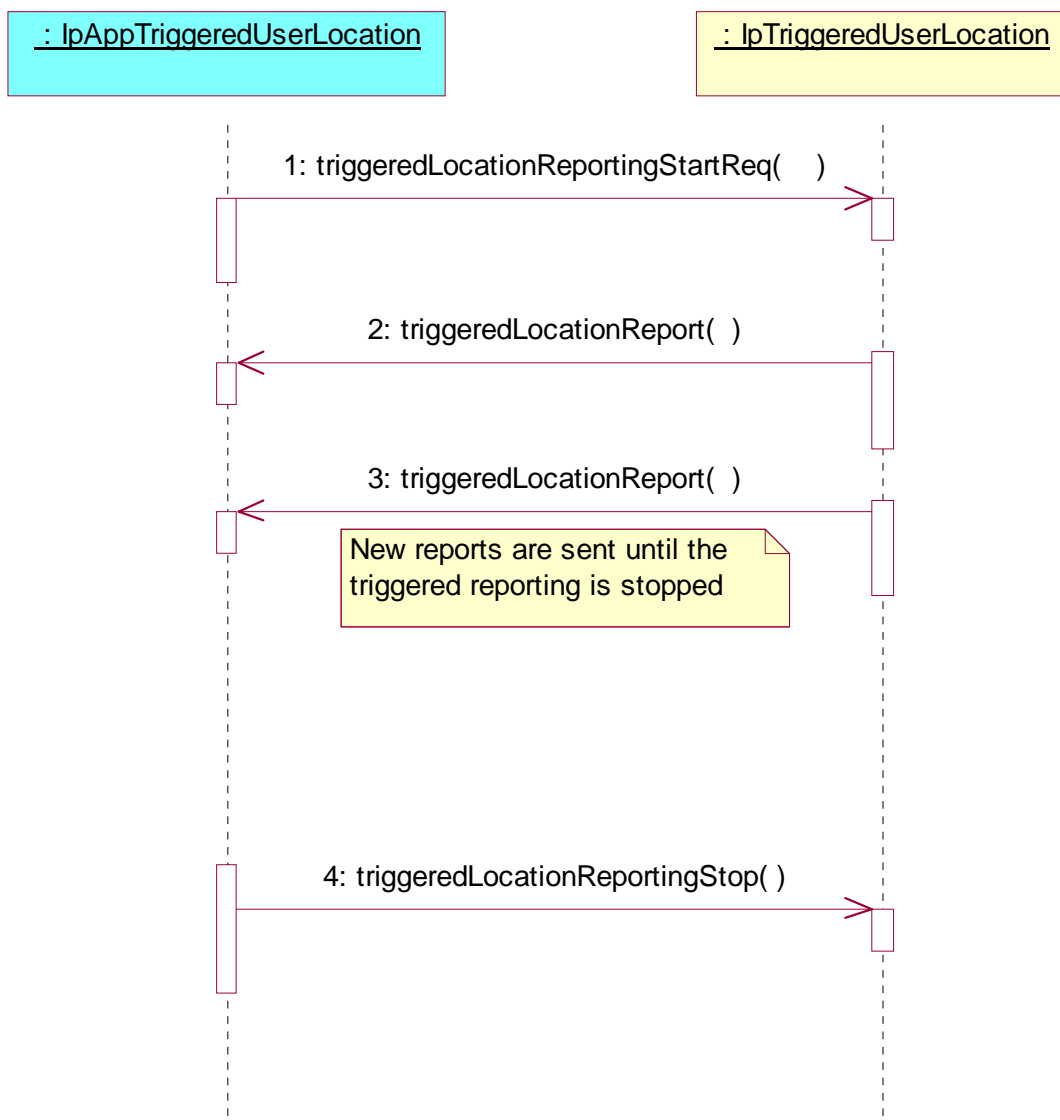 : IpAppTriggeredUserLocation
: IpTriggeredUserLocation
1: triggeredLocationReportingStartReq(    )
2: triggeredLocationReport(  )
3: triggeredLocationReport(  )
New reports are sent until the
triggered reporting is stopped
4: triggeredLocationReportingStop( )